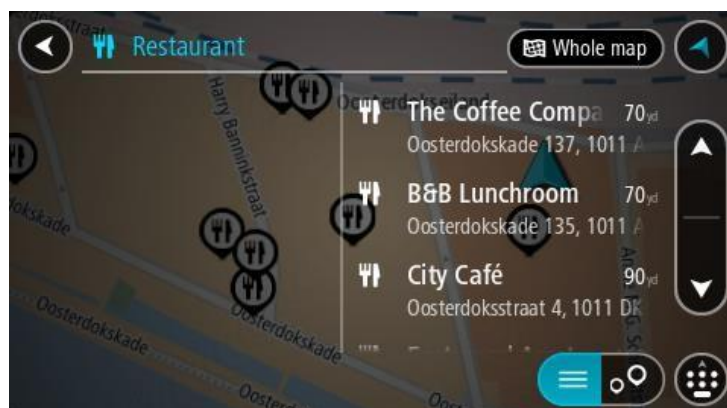 Restaurant
Whole map
The Coffee Compa 70yd
Oosterdokskade 137, 1011 A
B&B Lunchroom 70yd
Oosterdokskade 135, 1011 A
City Café 90yd
Oosterdoksstraat 4, 1011 DK
Oosterdokseiland
Harry Banninkstraat
Oosterdokskade
Oosterdokskade